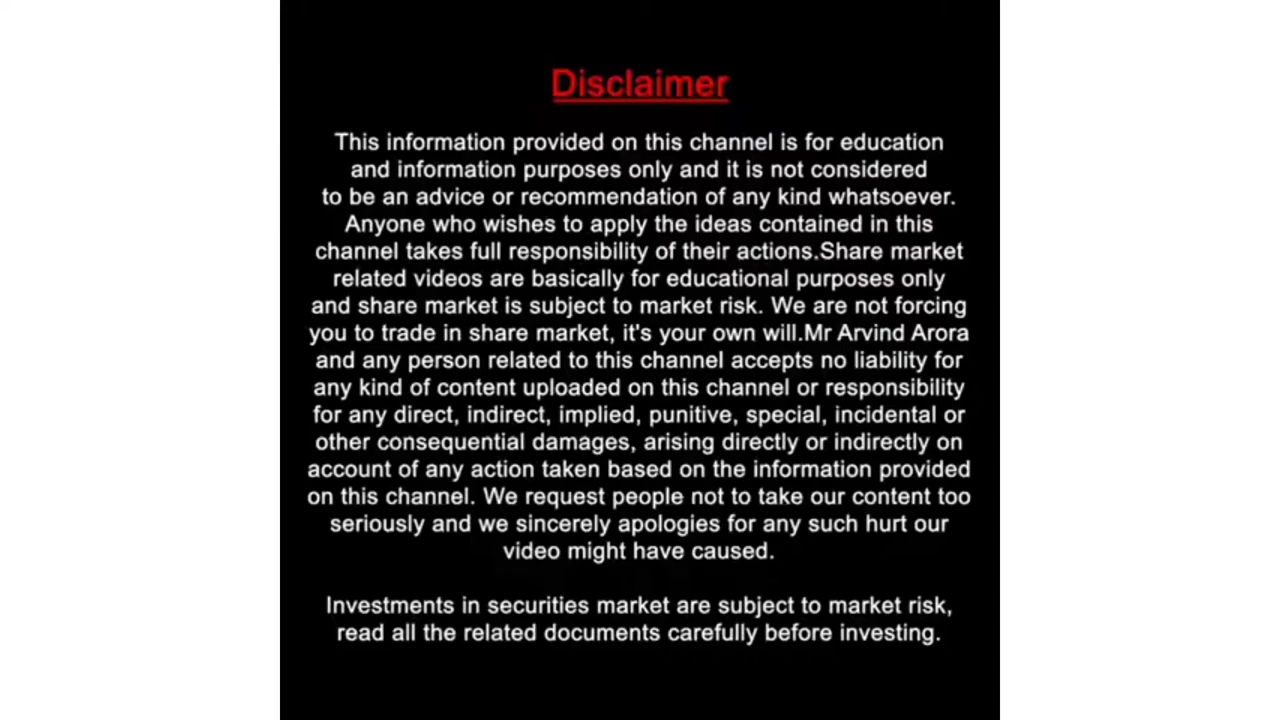 Disclaimer
This information provided on this channel is for education
and information purposes only and it is not considered
to be an advice or recommendation of any kind whatsoever.
Anyone who wishes to apply the ideas contained in this
channel takes full responsibility of their actions.Share market
related videos are basically for educational purposes only
and share market is subject to market risk. We are not forcing
you to trade in share market, it's your own will.Mr Arvind Arora
and any person related to this channel accepts no liability for
any kind of content uploaded on this channel or responsibility
for any direct, indirect, implied, punitive, special, incidental or
other consequential damages, arising directly or indirectly on
account of any action taken based on the information provided
on this channel. We request people not to take our content too
seriously and we sincerely apologies for any such hurt our
video might have caused.
Investments in securities market are subject to market risk,
read all the related documents carefully before investing.